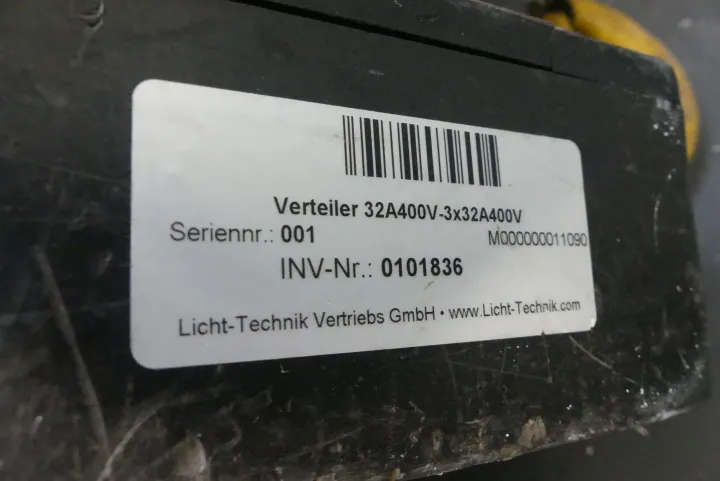 Verteiler 32A400V-3x32A400V
Seriennr.: 001
M000000011090
INV-Nr.: 0101836
Licht-Technik Vertriebs GmbH • www.Licht-Technik.com